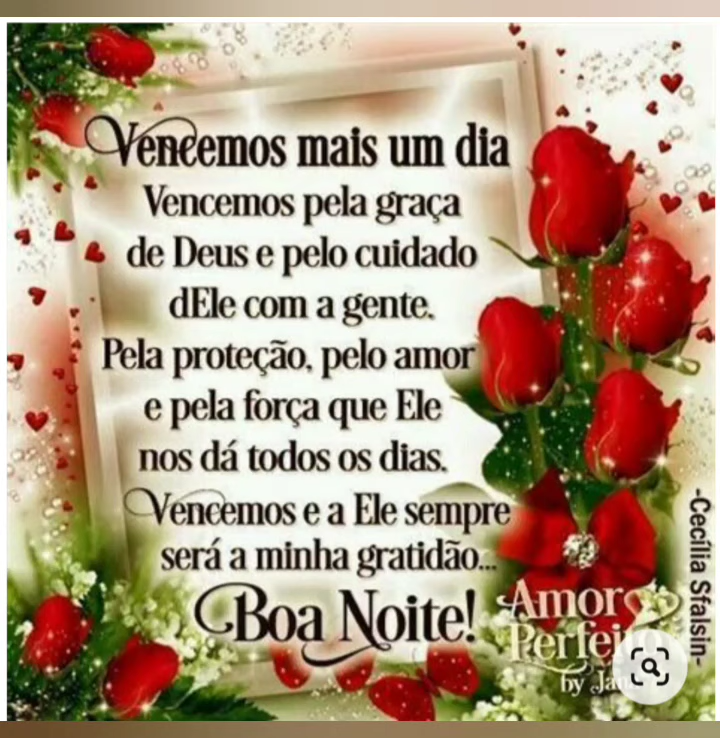 Vencemos mais um dia
Vencemos pela graça
de Deus e pelo cuidado
dEle com a gente.
Pela proteção, pelo amor
e pela força que Ele
nos dá todos os dias.
Vencemos e a Ele sempre
será a minha gratidão...
Boa Noite!
-Cecília Sfalsin-
Amor
by